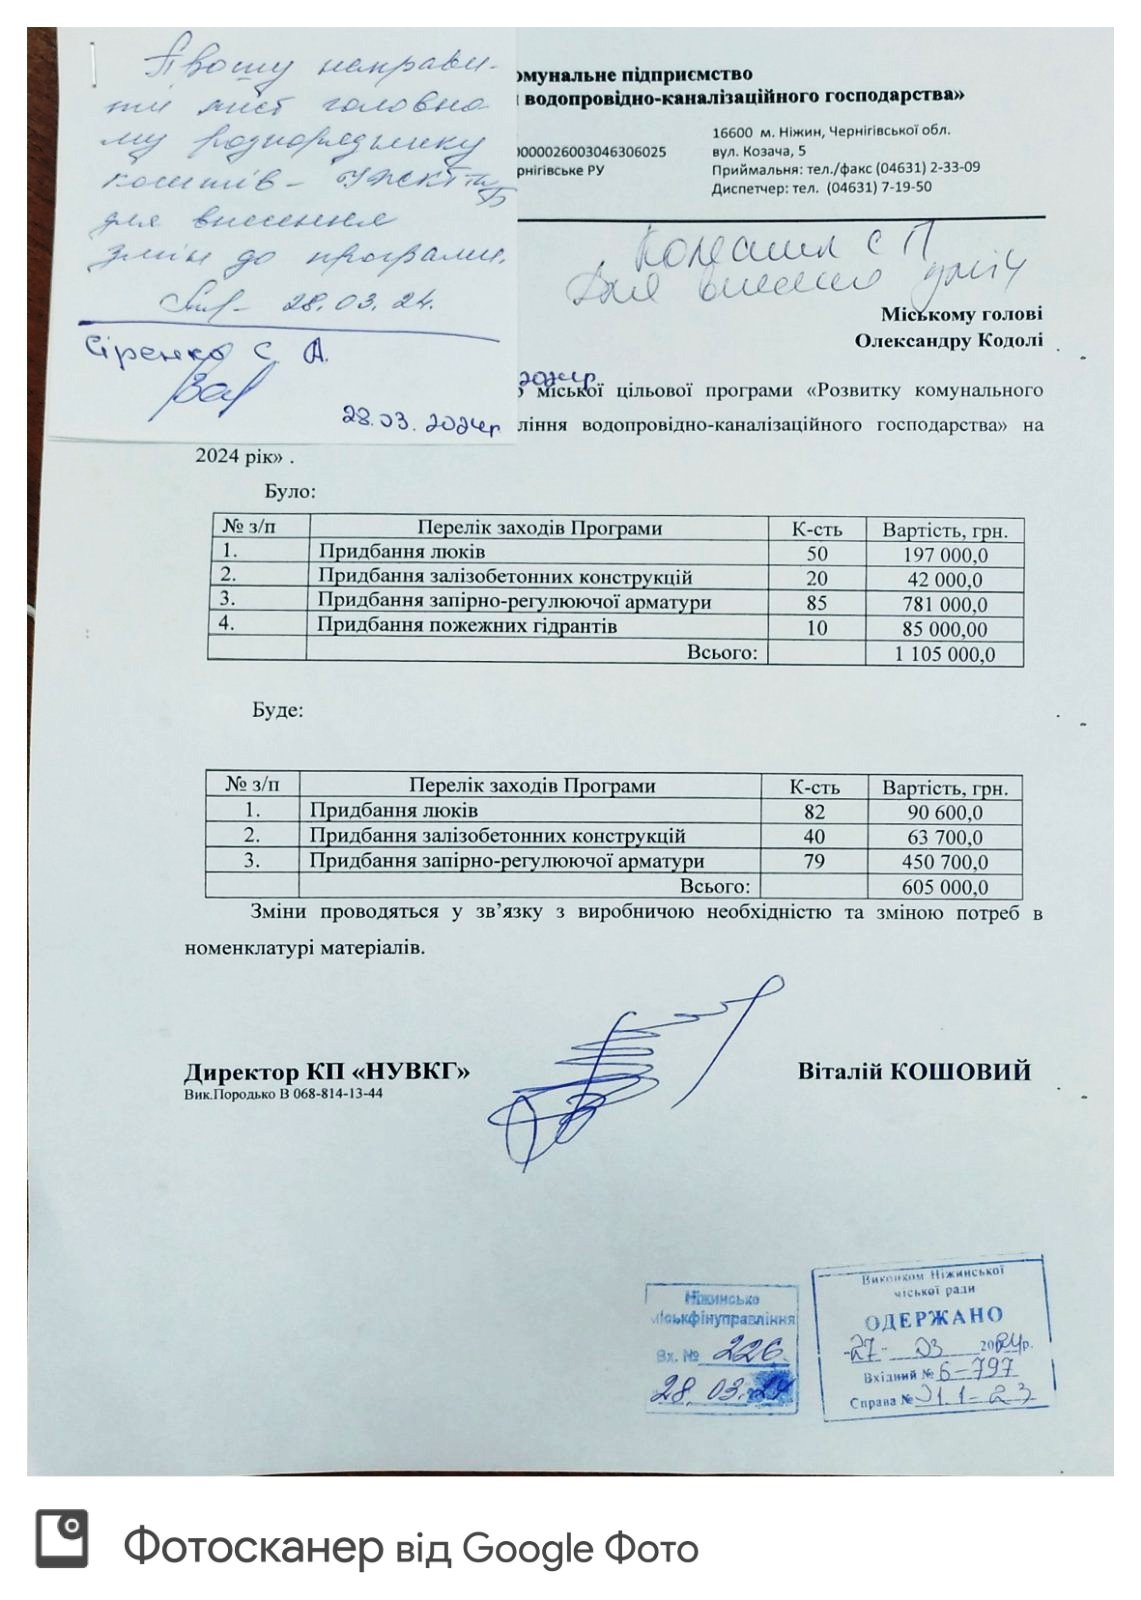 Прошу направи-
ти лист головно-
му розпоряднику
коштів - УЖКГ та Б
для внесення
змін до програми.
28.03.24.
Сіренко С А.
28.03.2024р
омунальне підприємство
водопровідно-каналізаційного господарства»
0000026003046306025
рнігівське РУ
16600 м. Ніжин, Чернігівської обл.
вул. Козача, 5
Приймальня: тел./факс (04631) 2-33-09
Диспетчер: тел. (04631) 7-19-50
С П
Для
Міському голові
Олександру Кодолі
міської цільової програми «Розвитку комунального
ління водопровідно-каналізаційного господарства» на
2024 рік» .
Було:
№ з/п Перелік заходів Програми К-сть Вартість, грн.
1. Придбання люків 50 197 000,0
2. Придбання залізобетонних конструкцій 20 42 000,0
3. Придбання запірно-регулюючої арматури 85 781 000,0
4. Придбання пожежних гідрантів 10 85 000,00
Всього: 1 105 000,0
Буде:
№ з/п Перелік заходів Програми К-сть Вартість, грн.
1. Придбання люків 82 90 600,0
2. Придбання залізобетонних конструкцій 40 63 700,0
3. Придбання запірно-регулюючої арматури 79 450 700,0
Всього: 605 000,0
Зміни проводяться у зв’язку з виробничою необхідністю та зміною потреб в
номенклатурі матеріалів.
Директор КП «НУВКГ» Віталій КОШОВИЙ
Вик.Породько В 068-814-13-44
Ніжинсько
міськфінуправління
Вх. № 226
28. 03. 24
Виконком Ніжинської
міської ради
ОДЕРЖАНО
27 03 2024р.
Вхідний № 6-797
Справа № 01.1-23
Фотосканер від Google Фото